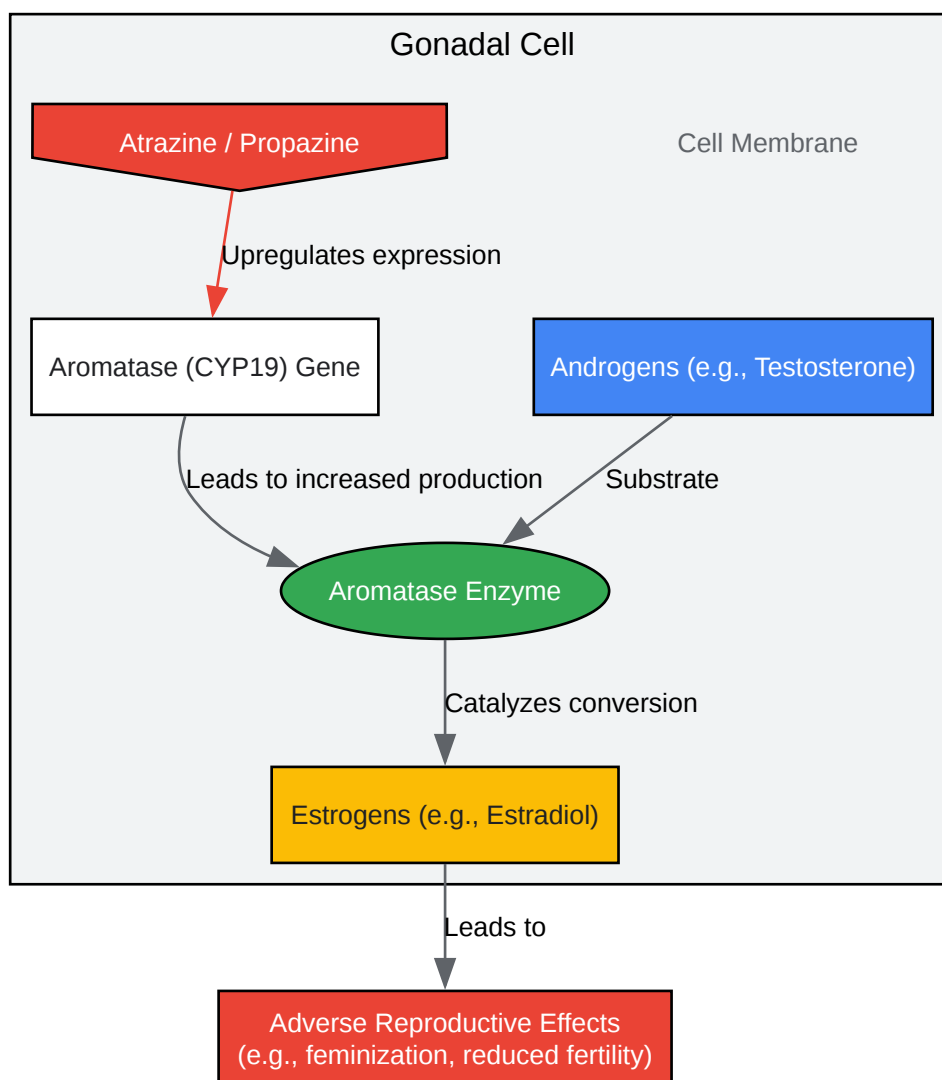 Gonadal Cell
Atrazine / Propazine
Cell Membrane
Upregulates expression
Aromatase (CYP19) Gene
Androgens (e.g., Testosterone)
Leads to increased production
Substrate
Aromatase Enzyme
Catalyzes conversion
Estrogens (e.g., Estradiol)
Leads to
Adverse Reproductive Effects
(e.g., feminization, reduced fertility)